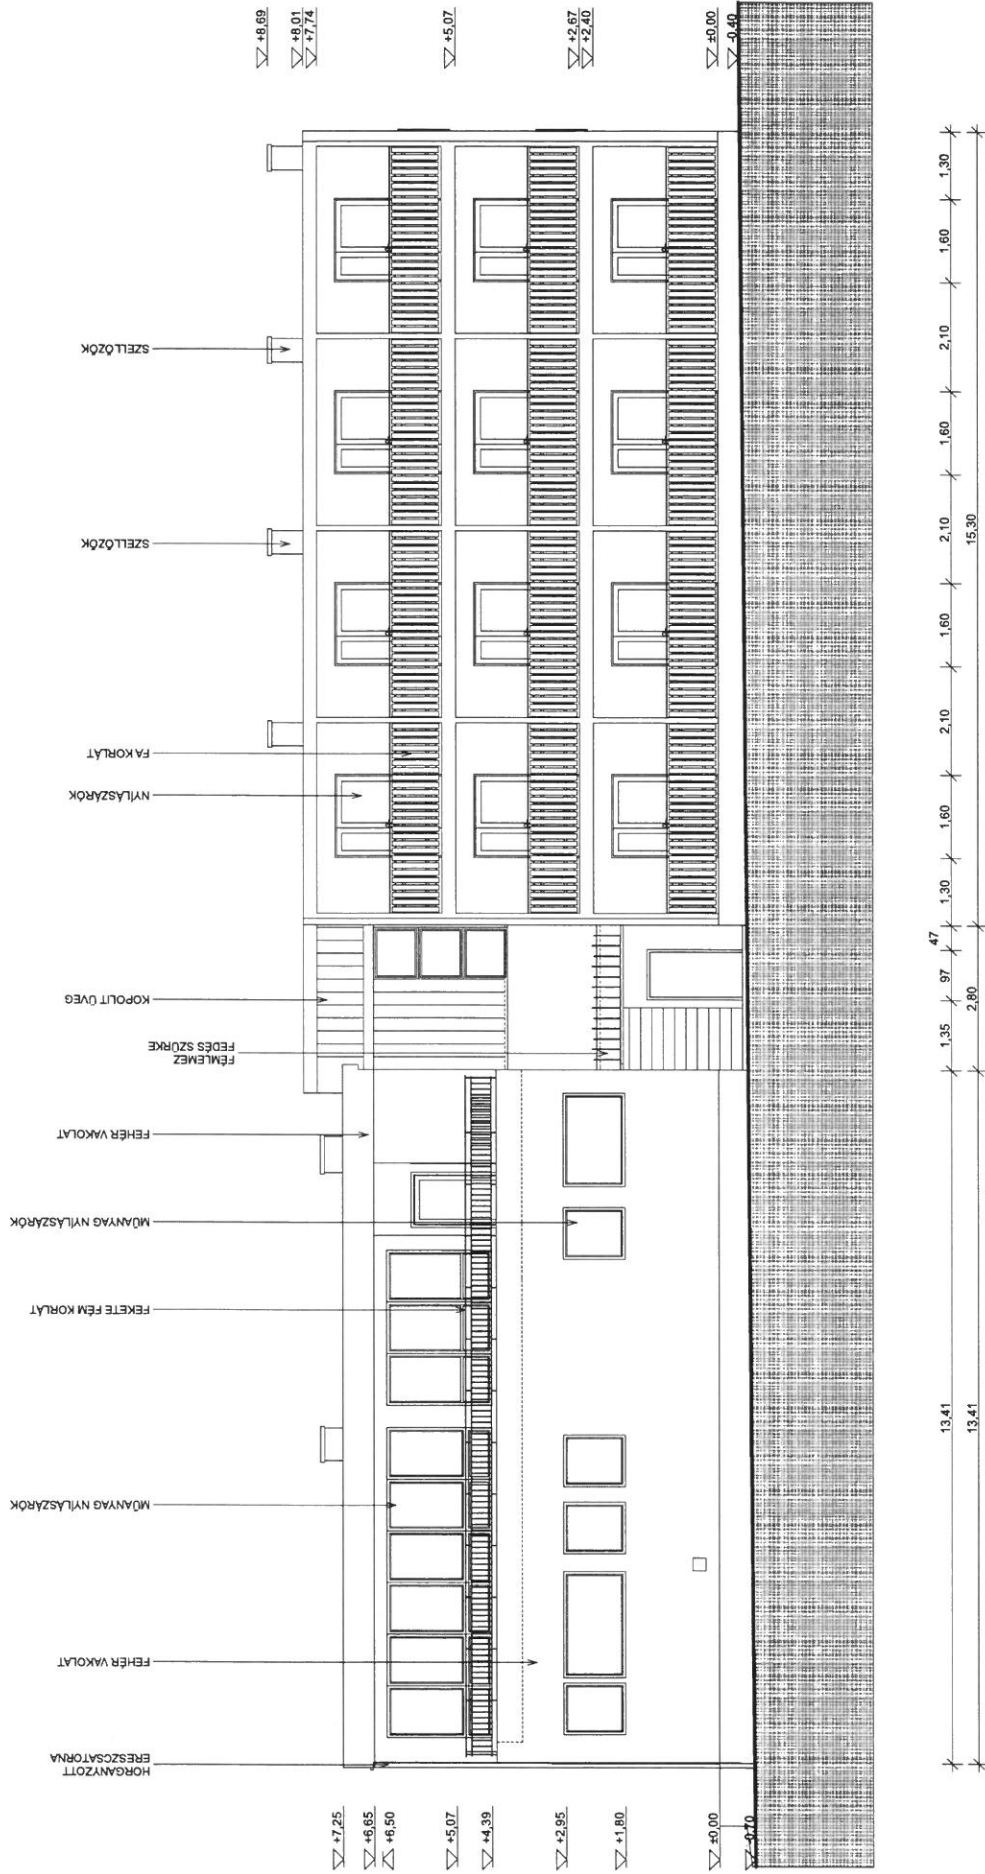 HORGANYZOTT
ERESZCSATORNA
FEHÉR VAKOLAT
MŰANYAG NYÍLÁSZÁRÓK
FEKETE FÉM KORLÁT
MŰANYAG NYÍLÁSZÁRÓK
FEHÉR VAKOLAT
FÉMLEMEZ
FEDÉS SZÜRKE
KOPOLIT ÜVEG
NYÍLÁSZÁRÓK
FA KORLÁT
SZELLŐZŐK
SZELLŐZŐK
+7,25
+6,65
+6,50
+5,07
+4,39
+2,95
+1,80
±0,00
-0,70
+8,69
+8,01
+7,74
+5,07
+2,67
+2,40
±0,00
-0,40
13,41
1,35
97
47
1,30
1,60
2,10
1,60
2,10
1,60
2,10
1,60
1,30
13,41
2,80
15,30